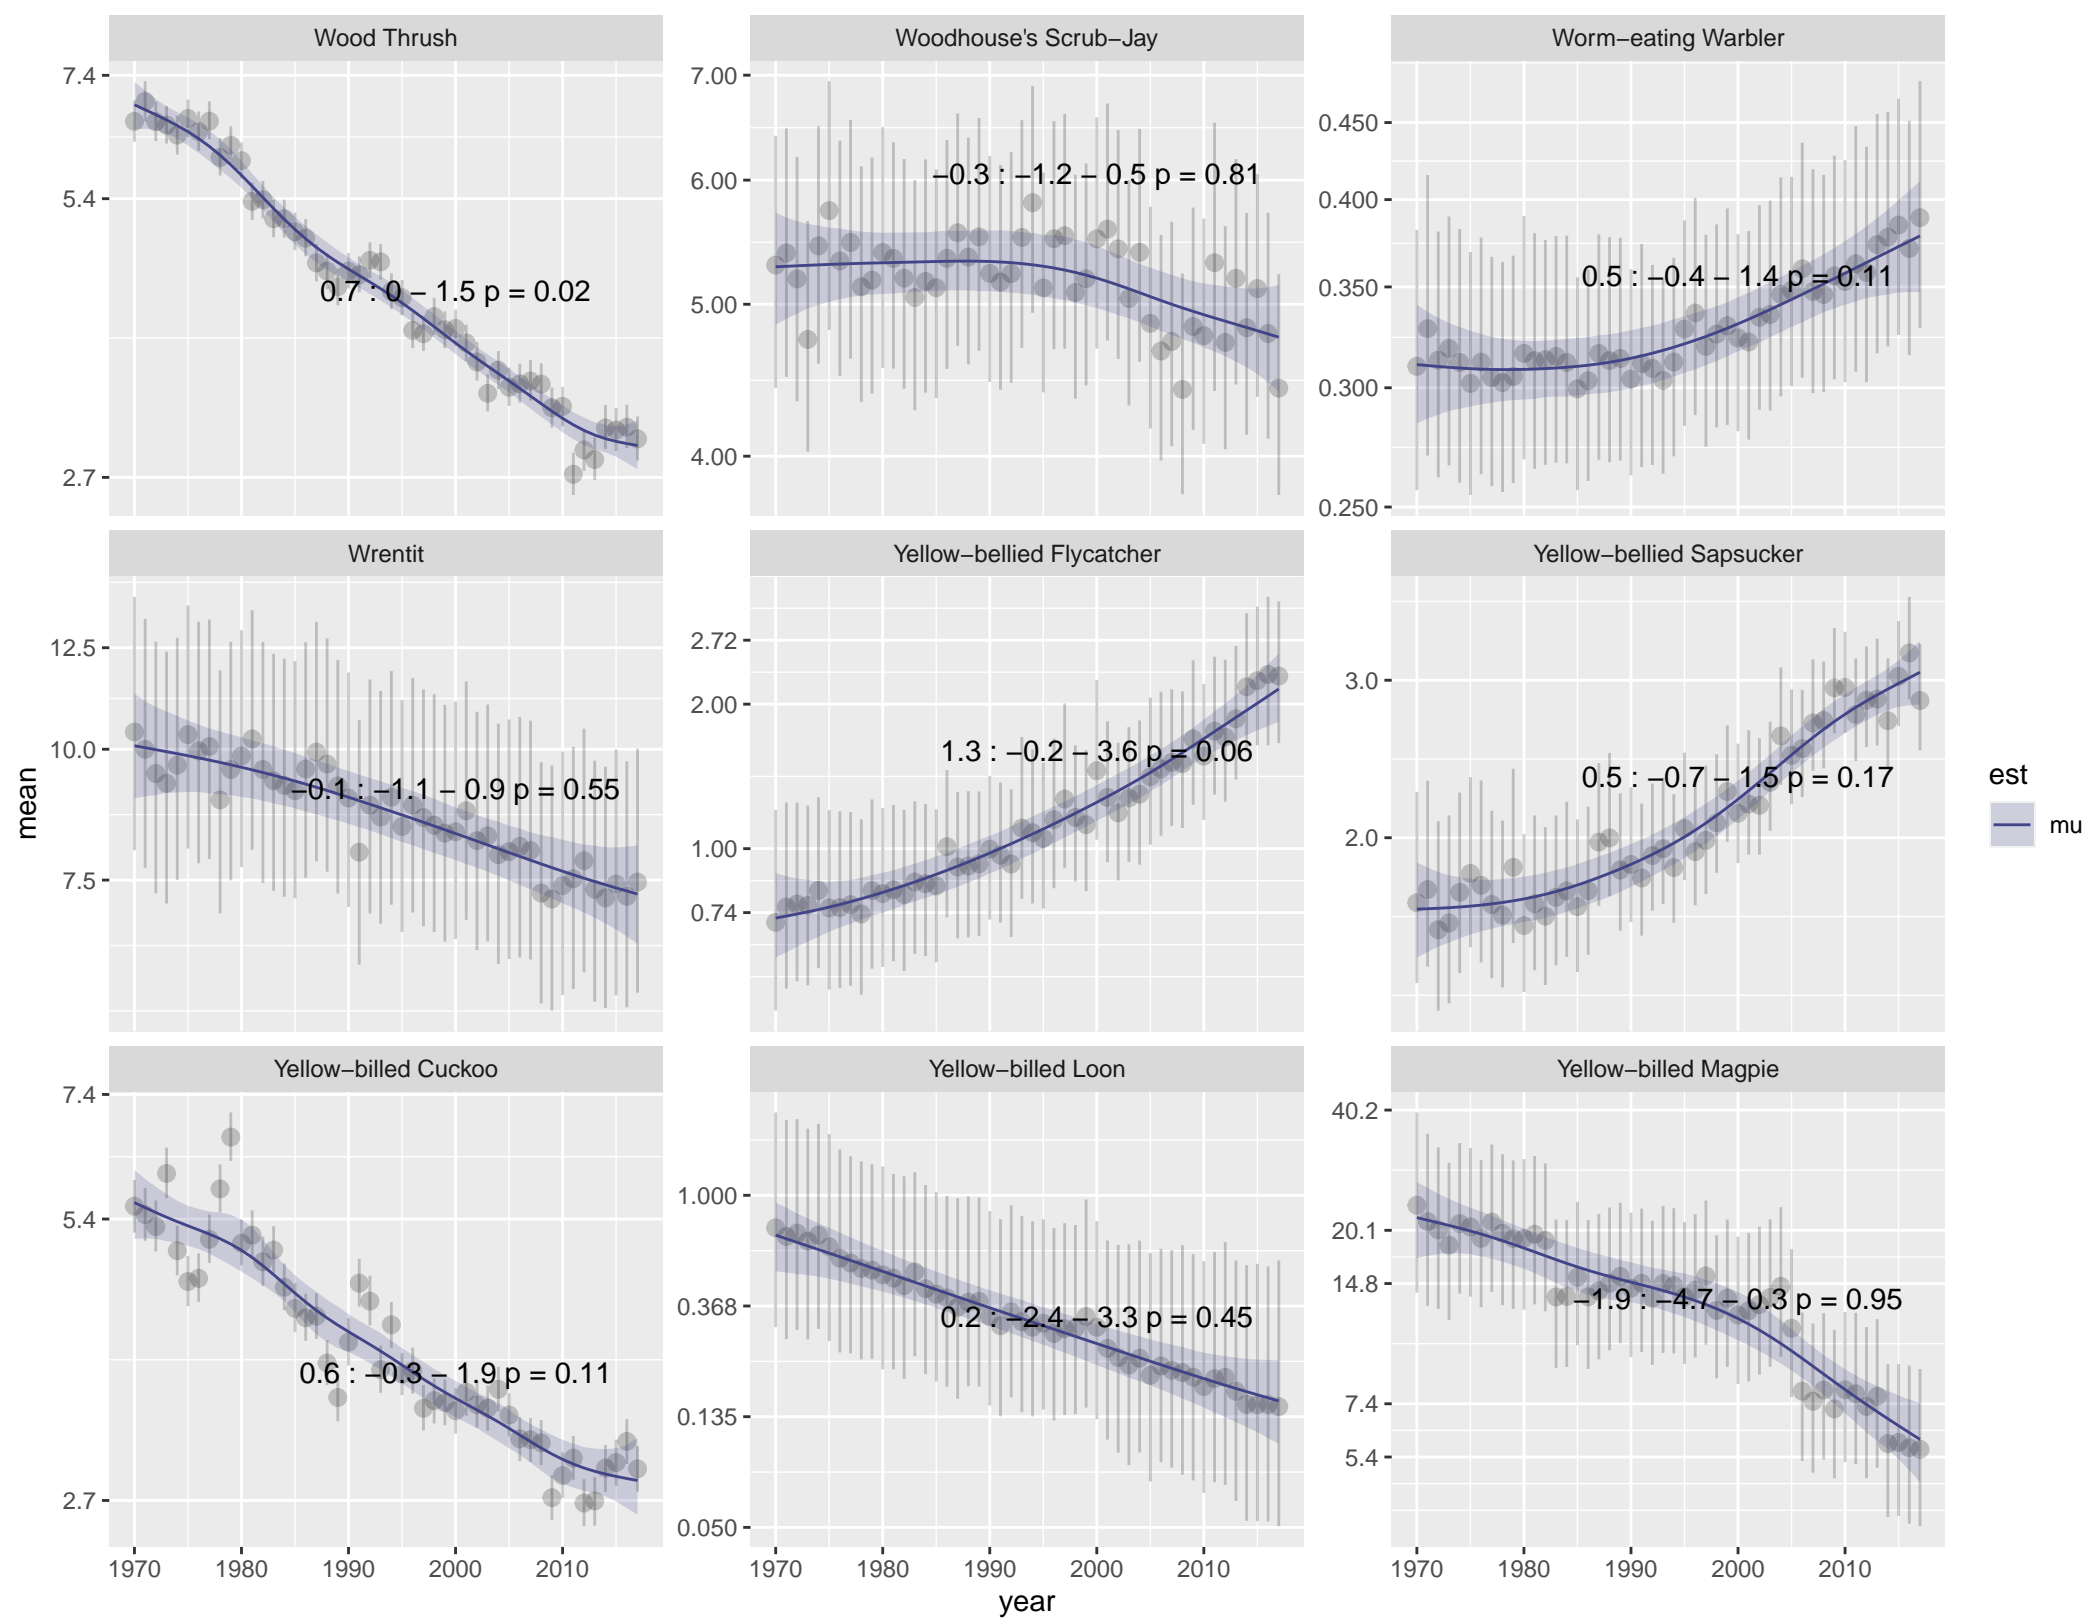 Wood Thrush
Woodhouse's Scrub−Jay
Worm−eating Warbler
7.4
5.4
2.7
0.7 : 0 − 1.5 p = 0.02
7.00
6.00
5.00
4.00
−0.3 : −1.2 − 0.5 p = 0.81
0.450
0.400
0.350
0.300
0.250
0.5 : −0.4 − 1.4 p = 0.11
Wrentit
Yellow−bellied Flycatcher
Yellow−bellied Sapsucker
12.5
10.0
7.5
−0.1 : −1.1 − 0.9 p = 0.55
2.72
2.00
1.00
0.74
1.3 : −0.2 − 3.6 p = 0.06
3.0
2.0
0.5 : −0.7 − 1.5 p = 0.17
mean
est
mu
Yellow−billed Cuckoo
Yellow−billed Loon
Yellow−billed Magpie
7.4
5.4
2.7
0.6 : −0.3 − 1.9 p = 0.11
1.000
0.368
0.135
0.050
0.2 : −2.4 − 3.3 p = 0.45
40.2
20.1
14.8
7.4
5.4
−1.9 : −4.7 − 0.3 p = 0.95
1970 1980 1990 2000 2010
1970 1980 1990 2000 2010
1970 1980 1990 2000 2010
year